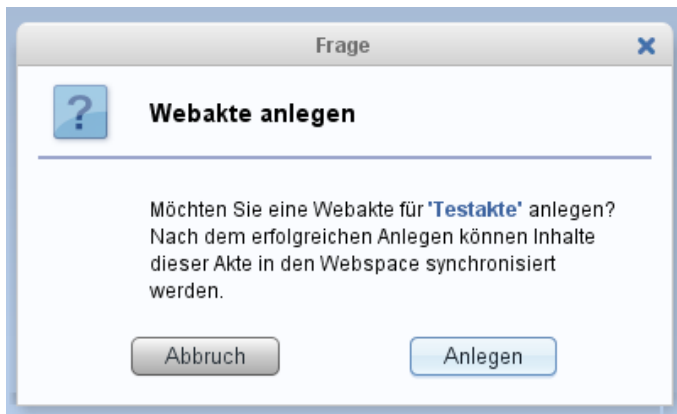 Frage
?
Webakte anlegen
Möchten Sie eine Webakte für 'Testakte' anlegen?
Nach dem erfolgreichen Anlegen können Inhalte
dieser Akte in den Webspace synchronisiert
werden.
Abbruch
Anlegen